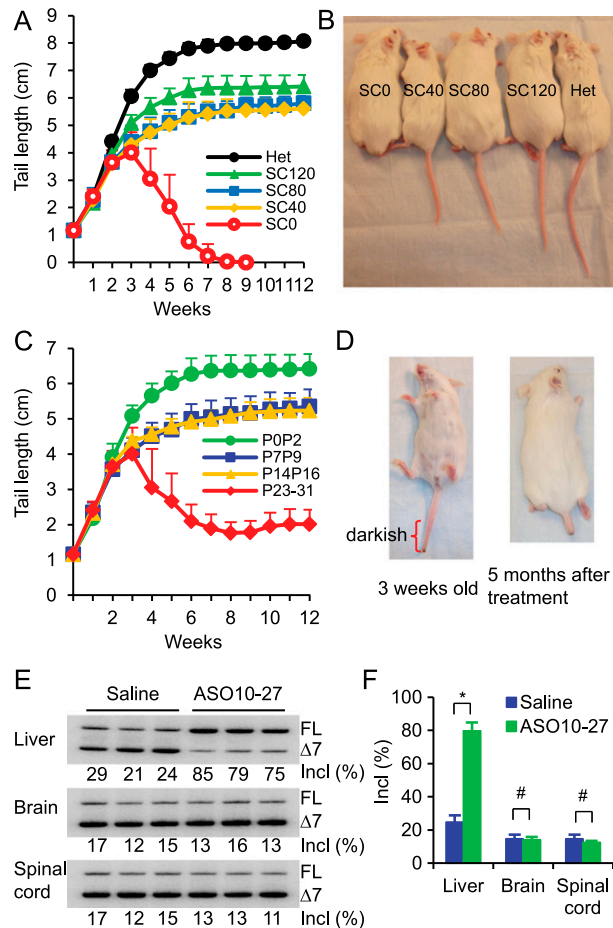 A
Tail length (cm)
9
8
7
6
5
4
3
2
1
0
Het
SC120
SC80
SC40
SC0
1 2 3 4 5 6 7 8 9 10 11 12
Weeks
B
SC0 SC40 SC80 SC120 Het
C
Tail length (cm)
7
6
5
4
3
2
1
0
P0P2
P7P9
P14P16
P23-31
2 4 6 8 10 12
Weeks
D
darkish
3 weeks old
5 months after
treatment
E
Saline ASO10-27
Liver
FL
Δ7
29 21 24 85 79 75 Incl (%)
Brain
FL
Δ7
17 12 15 13 16 13 Incl (%)
Spinal
cord
FL
Δ7
17 12 15 13 13 11 Incl (%)
F
Saline
ASO10-27
Incl (%)
100
80
60
40
20
0
*
#
#
Liver Brain Spinal
cord